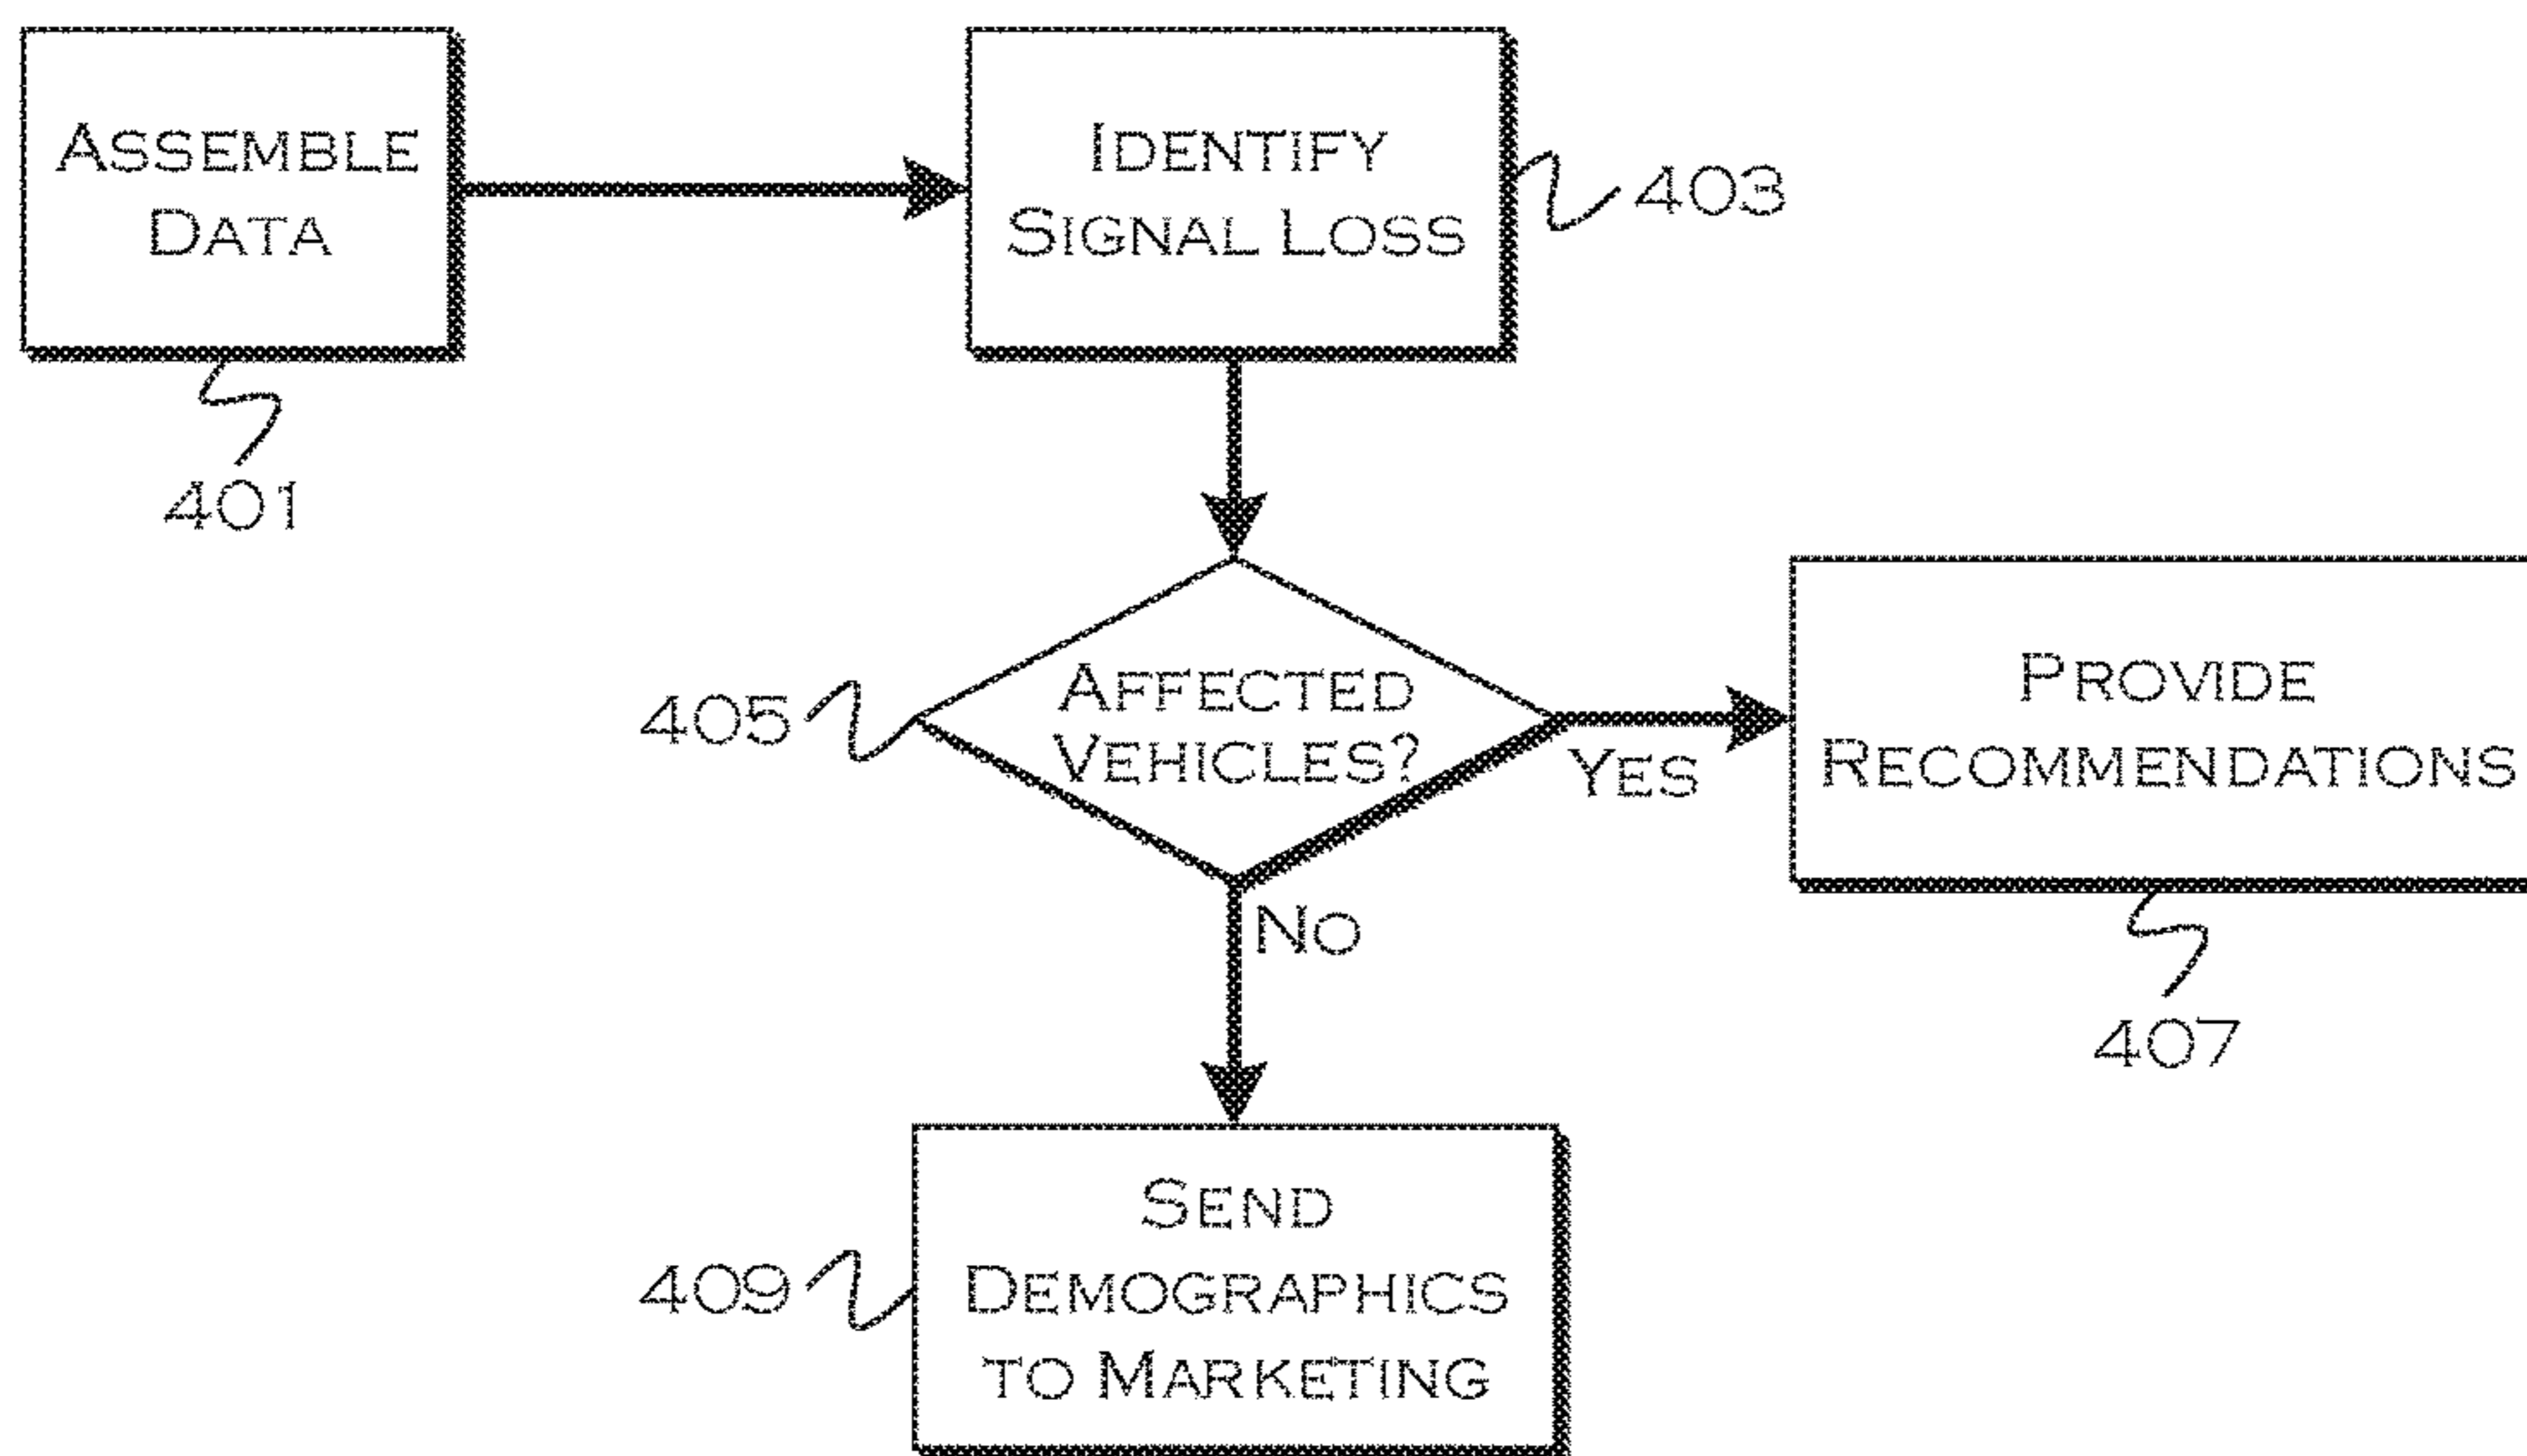 ASSEMBLE
DATA
401
IDENTIFY
SIGNAL LOSS
403
405
AFFECTED
VEHICLES?
YES
NO
PROVIDE
RECOMMENDATIONS
407
409
SEND
DEMOGRAPHICS
TO MARKETING